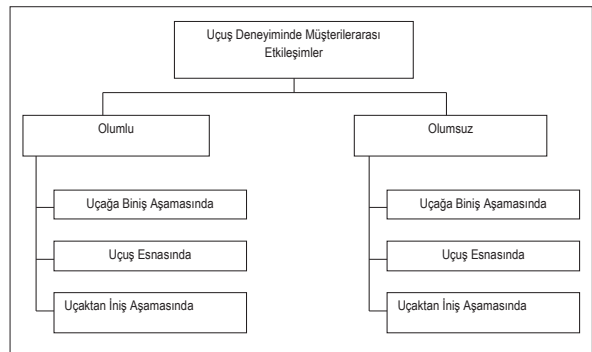 Uçuş Deneyiminde Müşterilerarası
Etkileşimler
Olumlu
Olumsuz
Uçağa Biniş Aşamasında
Uçuş Esnasında
Uçaktan İniş Aşamasında
Uçağa Biniş Aşamasında
Uçuş Esnasında
Uçaktan İniş Aşamasında